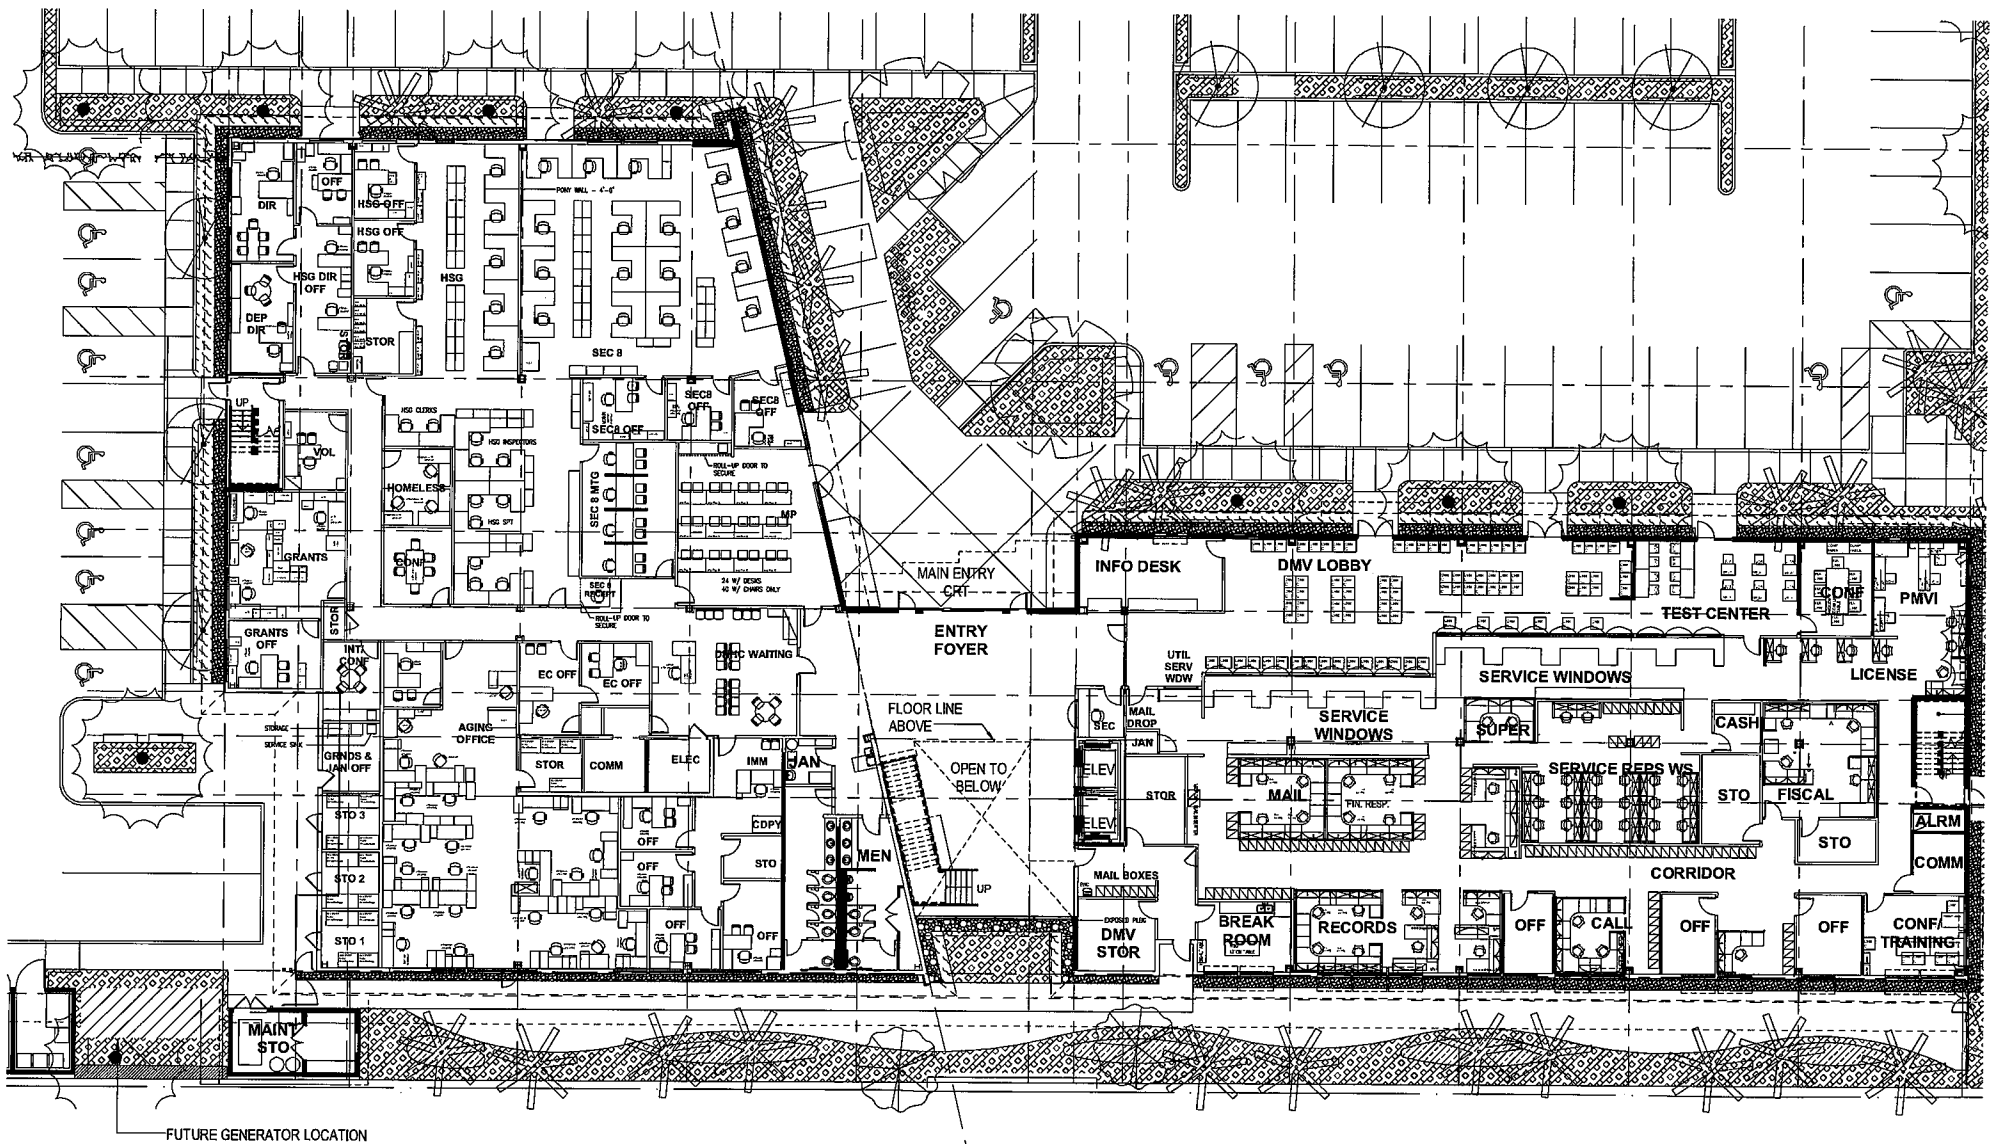 OFF
DIR
HSG OFF
PONY WALL - 4'-6"
HSG OFF
HSG DIR
OFF
HSG
DEP
DIR
STOR
STOR
SEC 8
UP
HSG CLERKS
SEC8
OFF
SEC8
OFF
SEC8 OFF
HSG INSPECTORS
VOL
ROLL-UP DOOR TO
SECURE
HOMELESS
SEC 8 MTG
HSG SPT
MP
GRANTS
CONF
24 W/ DESKS
40 W/ CHAIRS ONLY
SEC 8
RECEPT
ROLL-UP DOOR TO
SECURE
MAIN ENTRY
CRT
INFO DESK
DMV LOBBY
TEST CENTER
CONF
PMVI
STOR
GRANTS
OFF
ENTRY
FOYER
INT/
CONF
EC OFF
EC OFF
WAITING
UTIL
SERV
WDW
SERVICE WINDOWS
LICENSE
STORAGE
SERVICE SINK
AGING
OFFICE
FLOOR LINE
ABOVE
SEC
MAIL
DROP
SERVICE
WINDOWS
SUPER
CASH
JAN
GRNDS &
JAN OFF
STOR
COMM
ELEC
IMM
JAN
OPEN TO
BELOW
ELEV
SERVICE REPS WS
MAIL
FIN. RESP.
STOR
STO
FISCAL
STO 3
COPY
ELEV
ALRM
OFF
MEN
STO
COMM
STO 2
OFF
STO
UP
MAIL BOXES
CORRIDOR
STO 1
OFF
OFF
EXPOSED PLBG
DMV
STOR
BREAK
ROOM
RECORDS
OFF
CALL
OFF
OFF
CONF/
TRAINING
MAINT
STO
FUTURE GENERATOR LOCATION